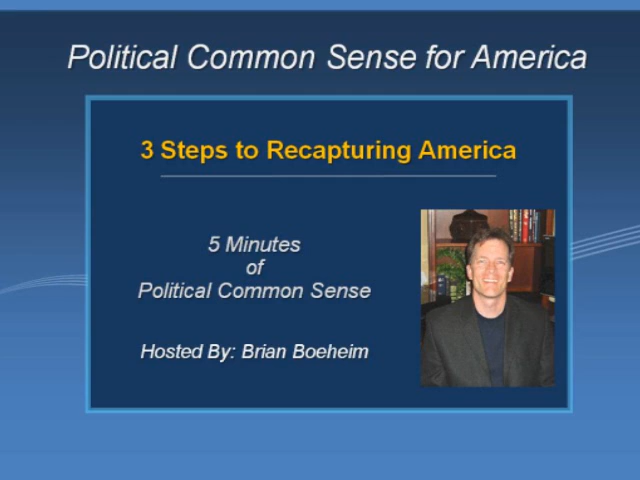 Political Common Sense for America
3 Steps to Recapturing America
5 Minutes
of
Political Common Sense
Hosted By: Brian Boeheim